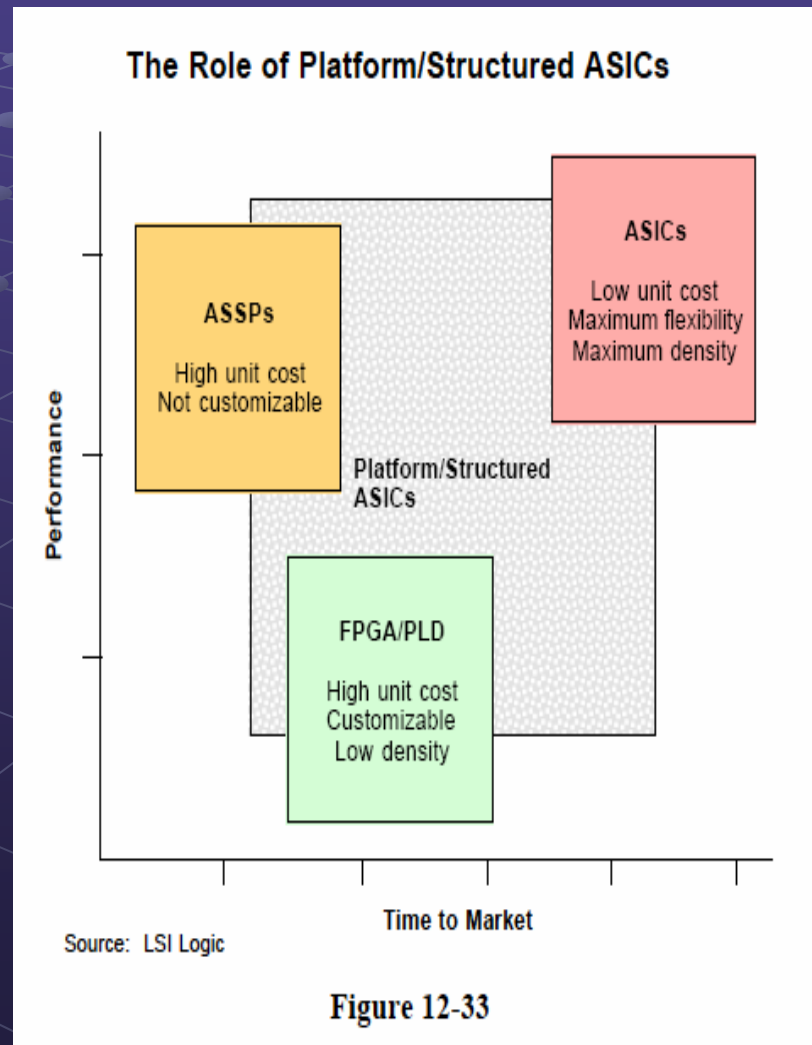 The Role of Platform/Structured ASICs
ASICs
Low unit cost
Maximum flexibility
Maximum density
ASSPs
High unit cost
Not customizable
Performance
Platform/Structured
ASICs
FPGA/PLD
High unit cost
Customizable
Low density
Time to Market
Source: LSI Logic
Figure 12-33